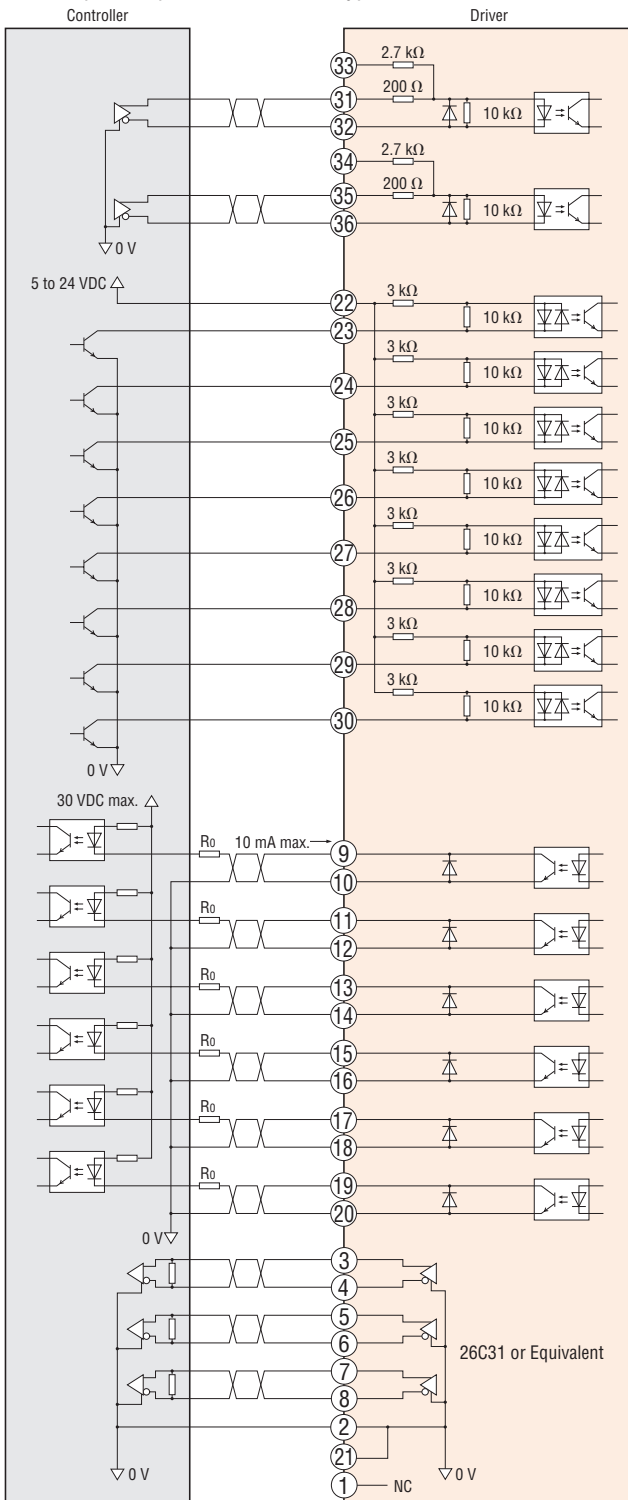 Controller Driver
33 2.7 kΩ
31 200 Ω
32 10 kΩ
34 2.7 kΩ
35 200 Ω
36 10 kΩ
0 V
5 to 24 VDC
22 3 kΩ
23 10 kΩ
3 kΩ
24 10 kΩ
3 kΩ
25 10 kΩ
3 kΩ
26 10 kΩ
3 kΩ
27 10 kΩ
3 kΩ
28 10 kΩ
3 kΩ
29 10 kΩ
3 kΩ
30 10 kΩ
0 V
30 VDC max.
R0 10 mA max. 9
10
R0 11
12
R0 13
14
R0 15
16
R0 17
18
R0 19
20
0 V
3
4
5
6 26C31 or Equivalent
7
8
2
21
0 V 0 V
1 NC